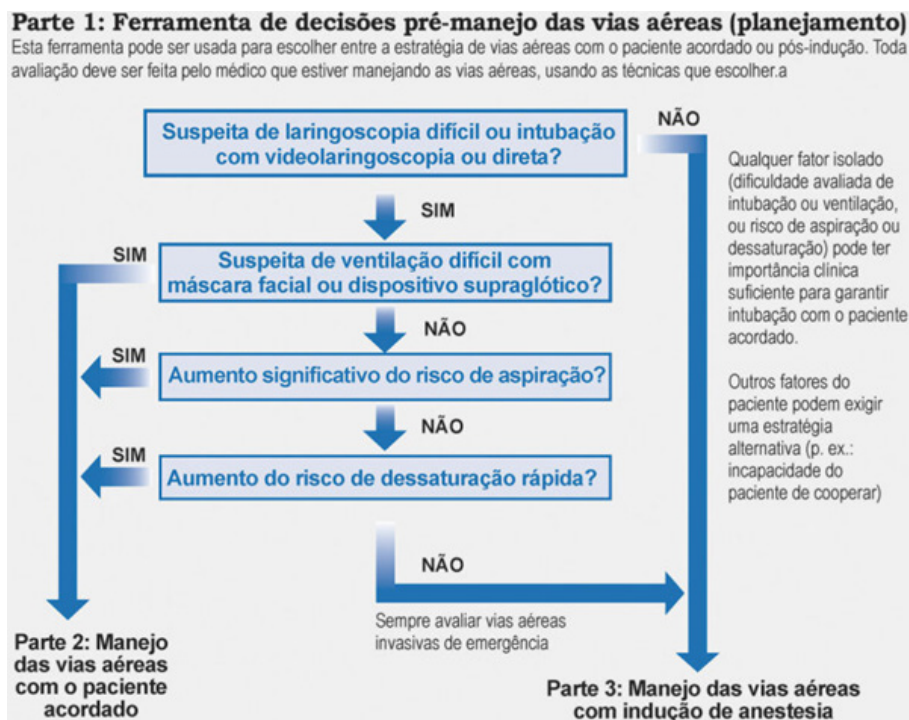 Parte 1: Ferramenta de decisões pré-manejo das vias aéreas (planejamento)
Esta ferramenta pode ser usada para escolher entre a estratégia de vias aéreas com o paciente acordado ou pós-indução. Toda
avaliação deve ser feita pelo médico que estiver manejando as vias aéreas, usando as técnicas que escolher.a
Suspeita de laringoscopia difícil ou intubação
com videolaringoscopia ou direta?
NÃO
SIM
Qualquer fator isolado
(dificuldade avaliada de
intubação ou ventilação,
ou risco de aspiração ou
dessaturação) pode ter
importância clínica
suficiente para garantir
intubação com o paciente
acordado.
Outros fatores do
paciente podem exigir
uma estratégia
alternativa (p. ex.:
incapacidade do
paciente de cooperar)
SIM
Suspeita de ventilação difícil com
máscara facial ou dispositivo supraglótico?
NÃO
SIM
Aumento significativo do risco de aspiração?
NÃO
SIM
Aumento do risco de dessaturação rápida?
NÃO
Sempre avaliar vias aéreas
invasivas de emergência
Parte 2: Manejo
das vias aéreas
com o paciente
acordado
Parte 3: Manejo das vias aéreas
com indução de anestesia